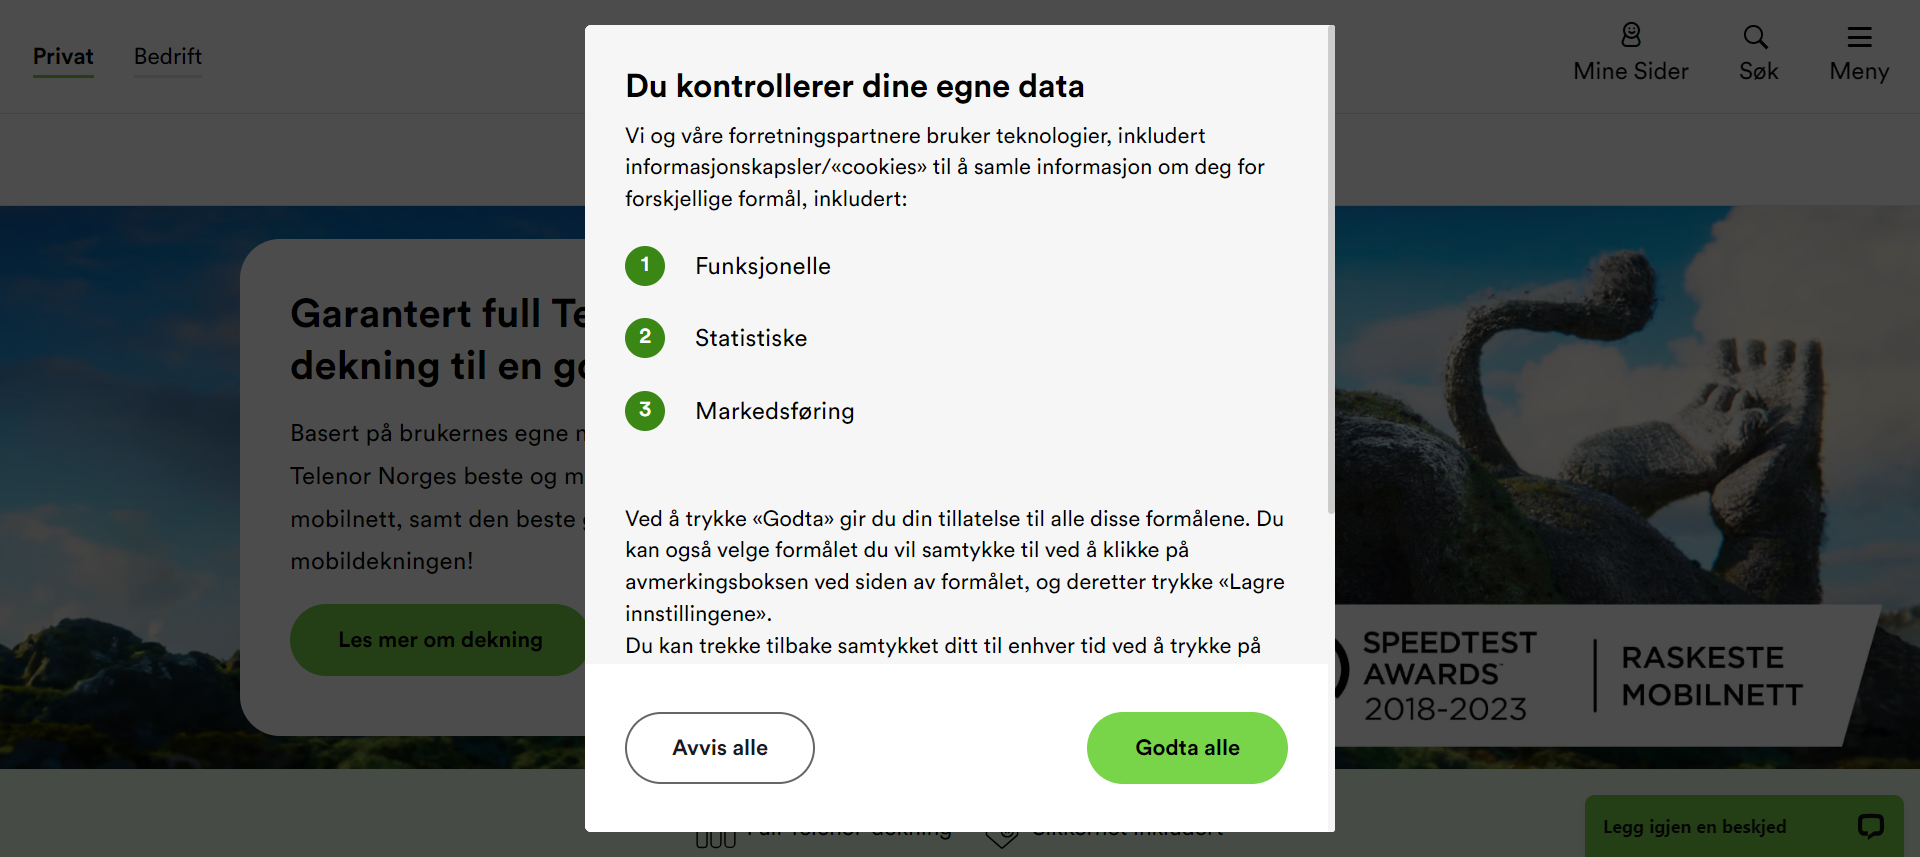 Privat
Bedrift
Mine Sider
Søk
Meny
Du kontrollerer dine egne data
Vi og våre forretningspartnere bruker teknologier, inkludert
informasjonskapsler/«cookies» til å samle informasjon om deg for
forskjellige formål, inkludert:
1 Funksjonelle
2 Statistiske
3 Markedsføring
Ved å trykke «Godta» gir du din tillatelse til alle disse formålene. Du
kan også velge formålet du vil samtykke til ved å klikke på
avmerkingsboksen ved siden av formålet, og deretter trykke «Lagre
innstillingene».
Du kan trekke tilbake samtykket ditt til enhver tid ved å trykke på
Avvis alle
Godta alle
Garantert full
dekning til en
Basert på brukernes egne
Telenor Norges beste og
mobilnett, samt den beste
mobildekningen!
Les mer om dekning
SPEEDTEST
AWARDS™
2018-2023
RASKESTE
MOBILNETT
Legg igjen en beskjed